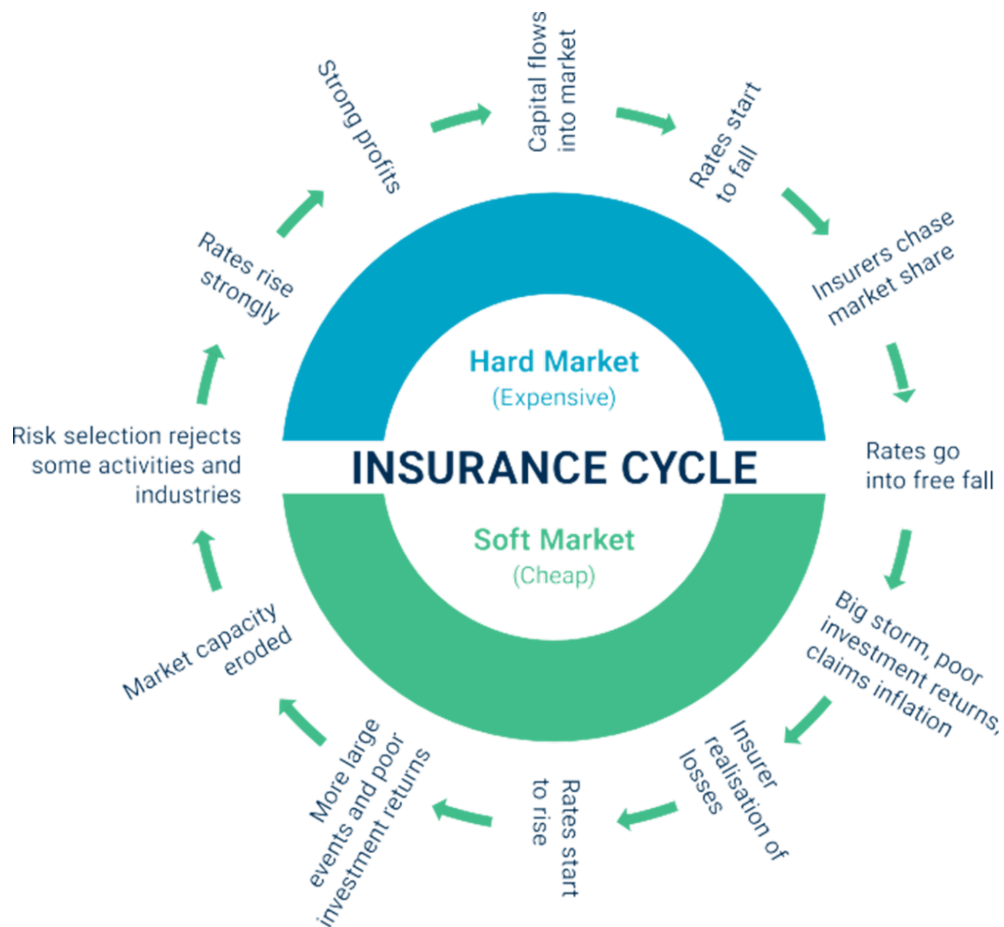 Capital flows
into market
Rates start
to fall
Insurers chase
market share
Rates go
into free fall
Big storm, poor
investment returns,
claims inflation
Insurer
realisation of
losses
Rates start
to rise
More large
events and poor
investment returns
Market capacity
eroded
Risk selection rejects
some activities and
industries
Rates rise
strongly
Strong profits
Hard Market
(Expensive)
INSURANCE CYCLE
Soft Market
(Cheap)